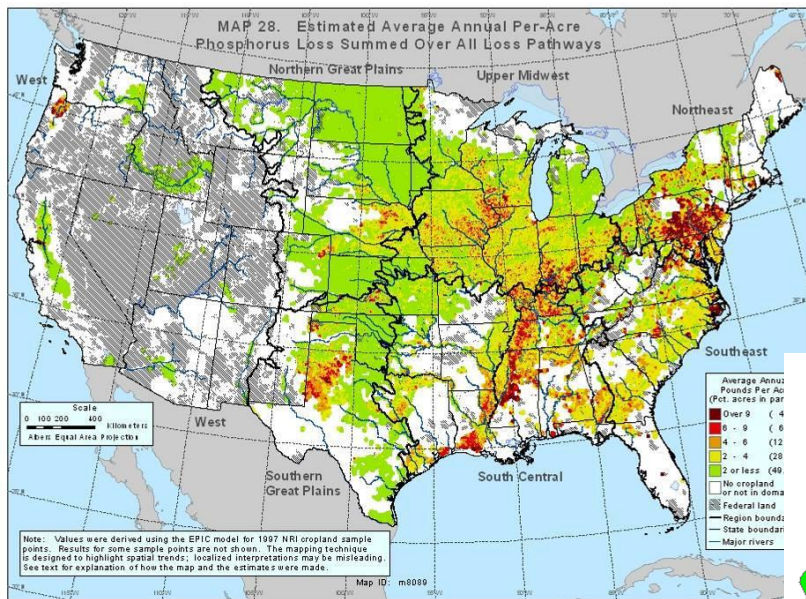 MAP 28. Estimated Average Annual Per-Acre
Phosphorus Loss Summed Over All Loss Pathways
West
Northern Great Plains
Upper Midwest
Northeast
Southeast
Scale
0 100 200 400
Kilometers
Albers Equal Area Projection
West
Southern
Great Plains
South Central
Average Annua
Pounds Per Ac
(Pct. acres in par
Over 9 ( 4
6 - 9 ( 6
4 - 6 (12
2 - 4 (28
2 or less (49.
No cropland
or not in doma
Federal land
Region bounda
State boundari
Major rivers
Note: Values were derived using the EPIC model for 1997 NRI cropland sample
points. Results for some sample points are not shown. The mapping technique
is designed to highlight spatial trends; localized interpretations may be misleading.
See text for explanation of how the map and the estimates were made.
Map ID: m8089